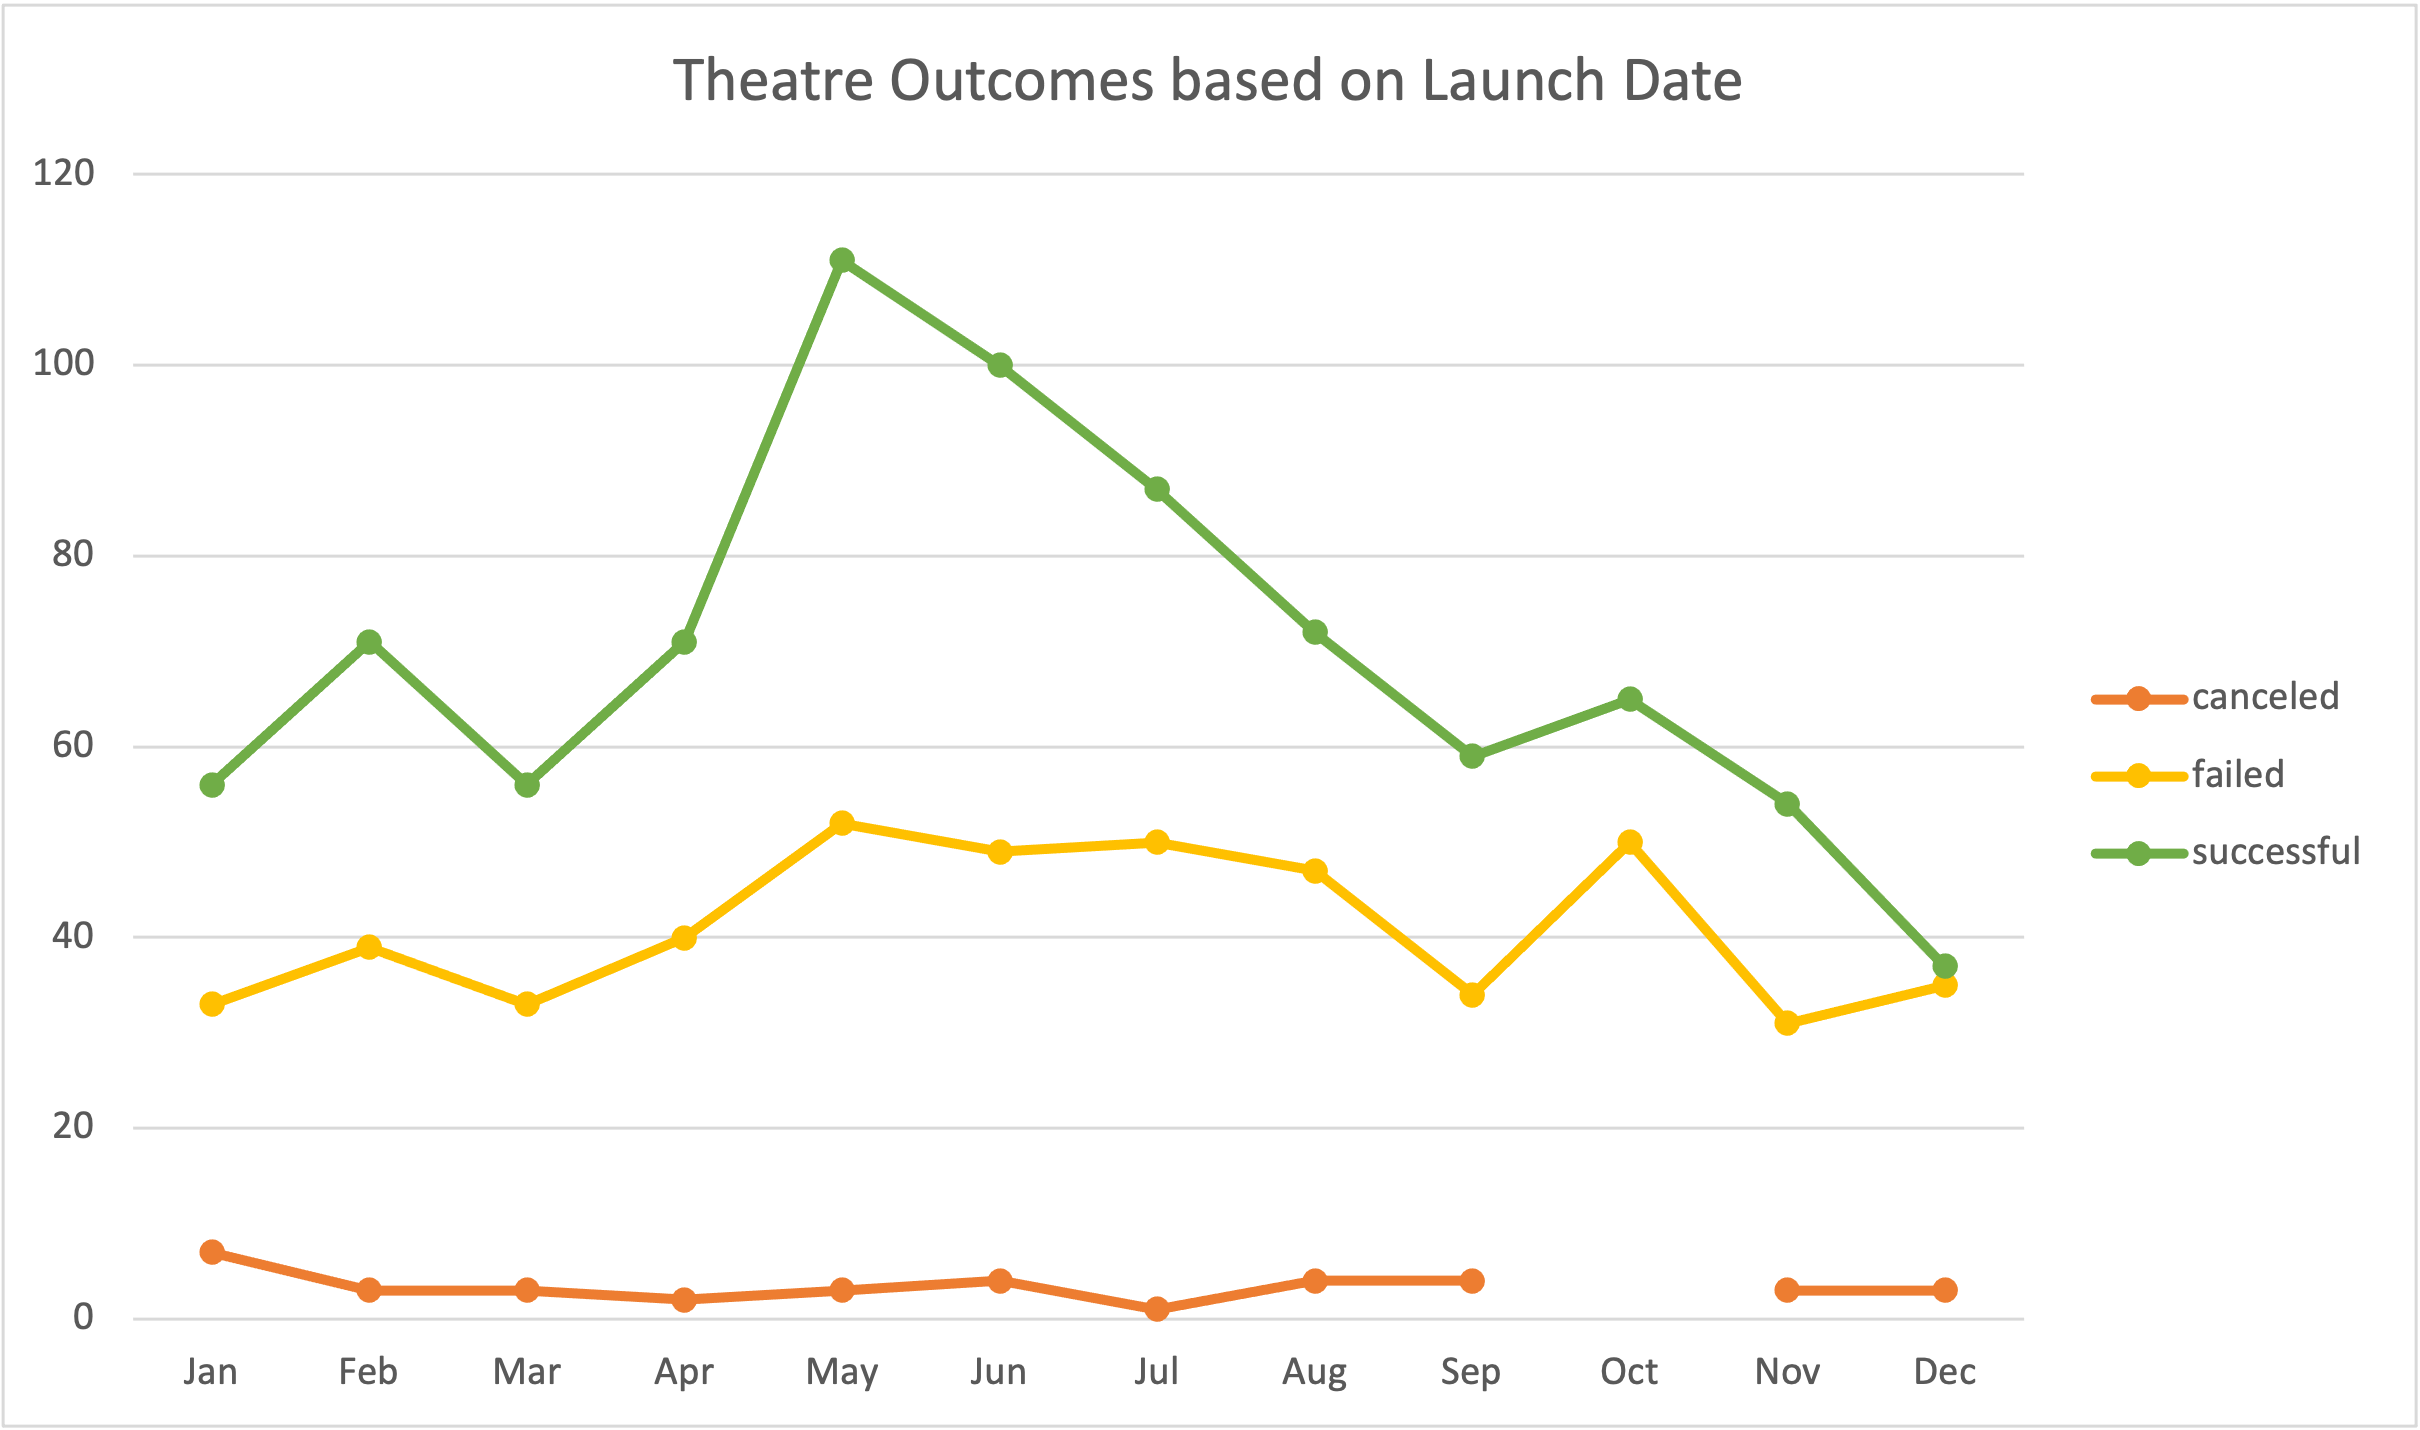 Theatre Outcomes based on Launch Date
120
100
80
60
40
20
0
Jan Feb Mar Apr May Jun Jul Aug Sep Oct Nov Dec
canceled
failed
successful